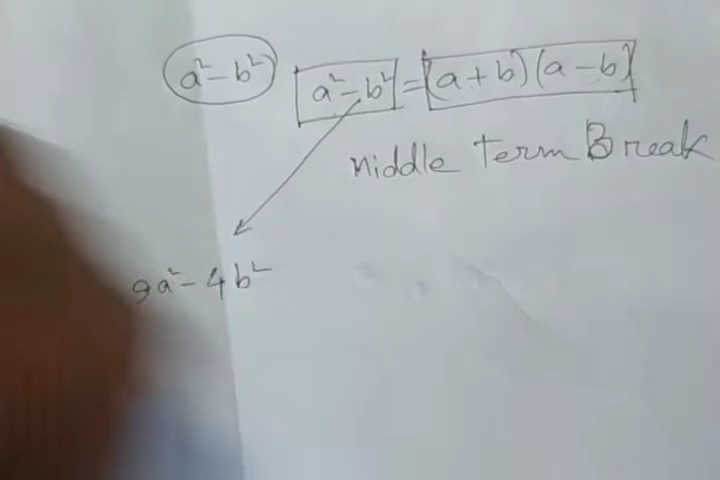 a² - b² a² - b² = (a + b) (a - b)
middle term Break
9a² - 4b²